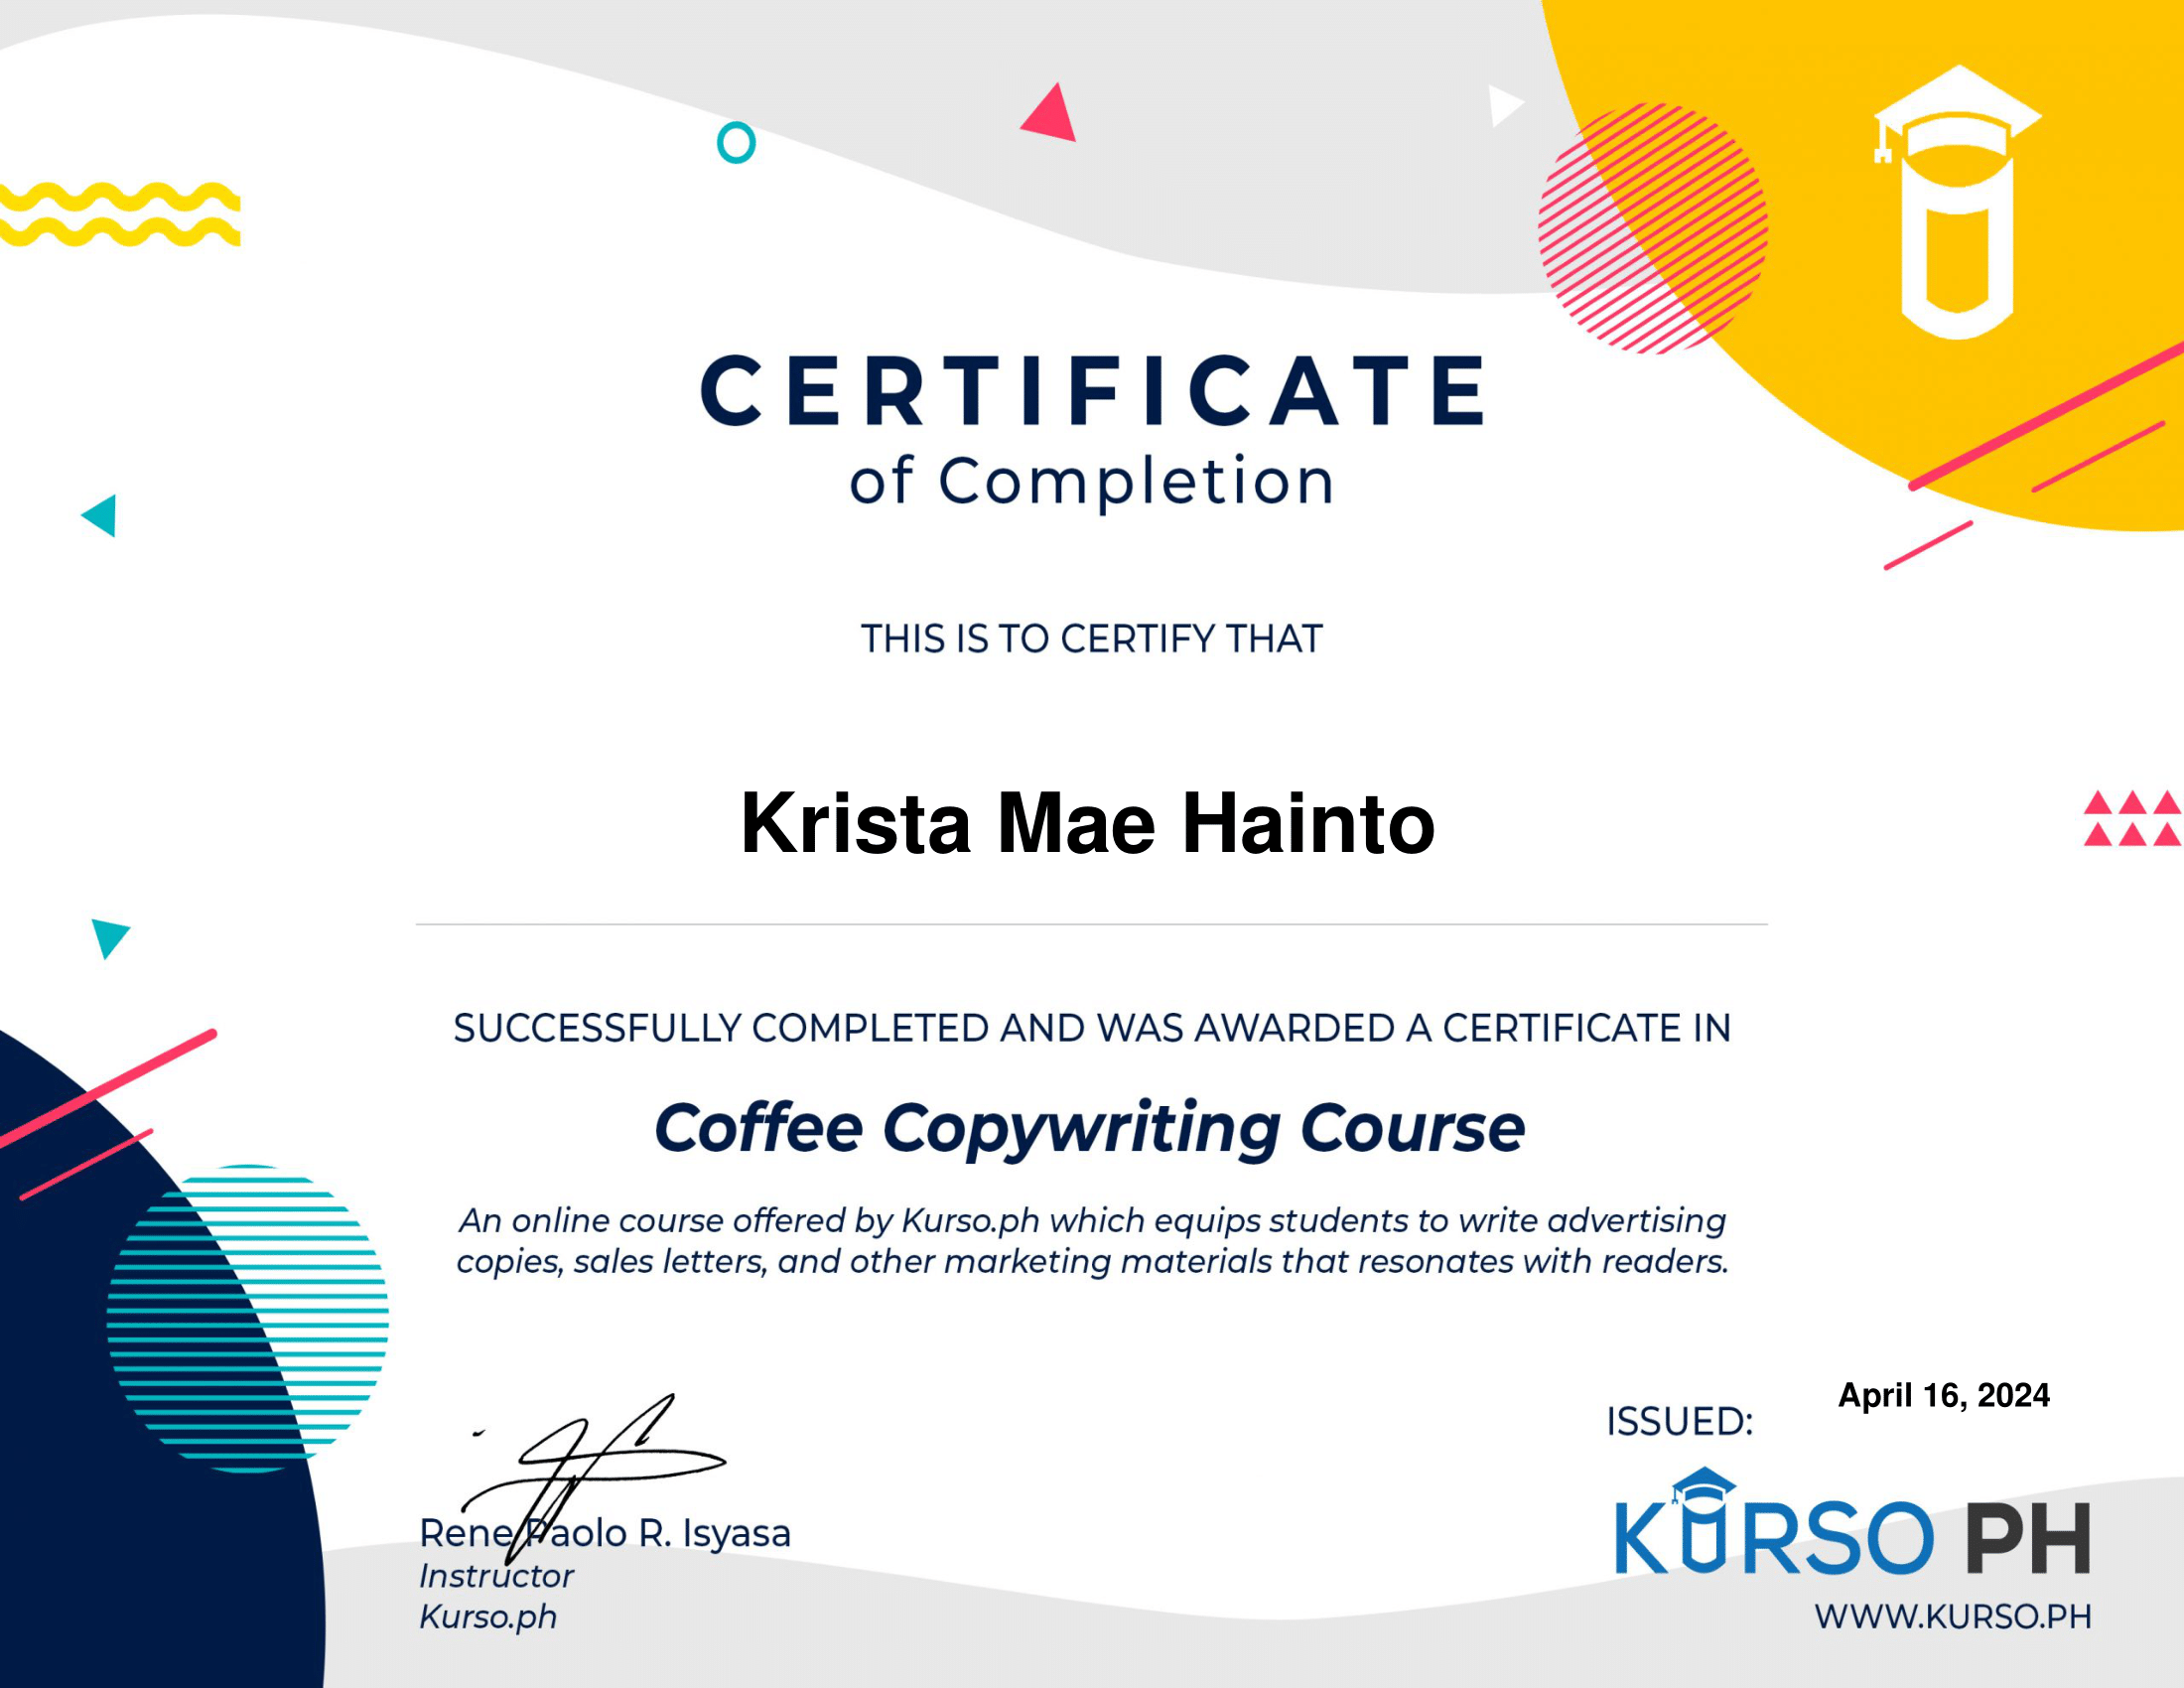 CERTIFICATE
of Completion
THIS IS TO CERTIFY THAT
Krista Mae Hainto
SUCCESSFULLY COMPLETED AND WAS AWARDED A CERTIFICATE IN
Coffee Copywriting Course
An online course offered by Kurso.ph which equips students to write advertising
copies, sales letters, and other marketing materials that resonates with readers.
April 16, 2024
ISSUED:
Rene Paolo R. Isyasa
Instructor
Kurso.ph
KURSO PH
WWW.KURSO.PH